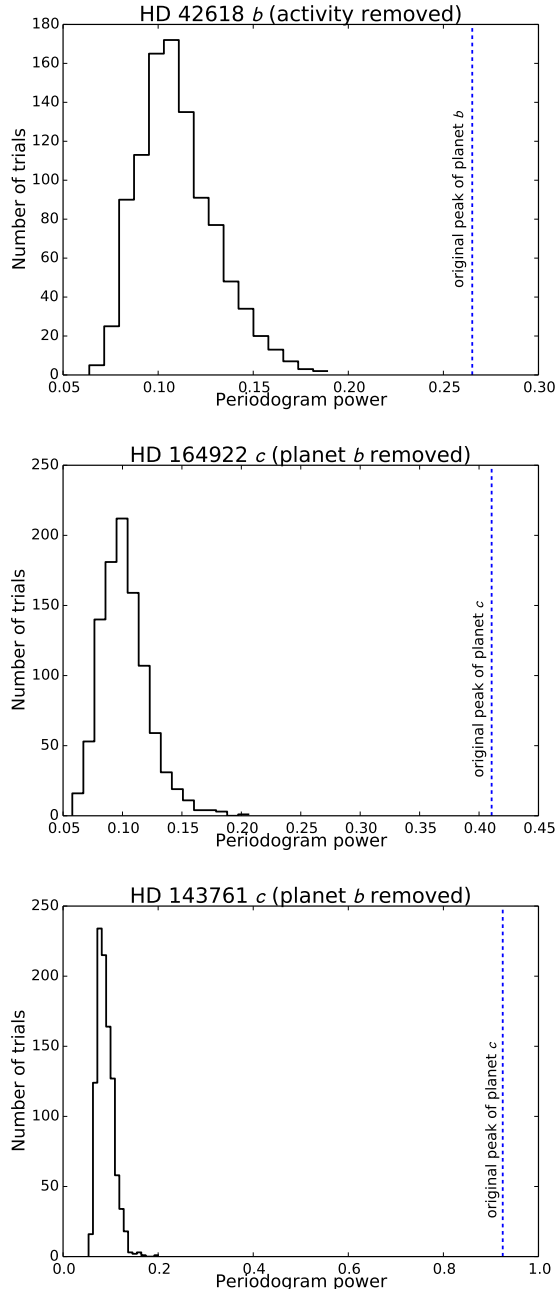 HD 42618 b (activity removed)
180
160
140
120
100
80
60
40
20
0
Number of trials
original peak of planet b
0.05 0.10 0.15 0.20 0.25 0.30
Periodogram power
HD 164922 c (planet b removed)
250
200
150
100
50
0
Number of trials
original peak of planet c
0.05 0.10 0.15 0.20 0.25 0.30 0.35 0.40 0.45
Periodogram power
HD 143761 c (planet b removed)
250
200
150
100
50
0
Number of trials
original peak of planet c
0.0 0.2 0.4 0.6 0.8 1.0
Periodogram power